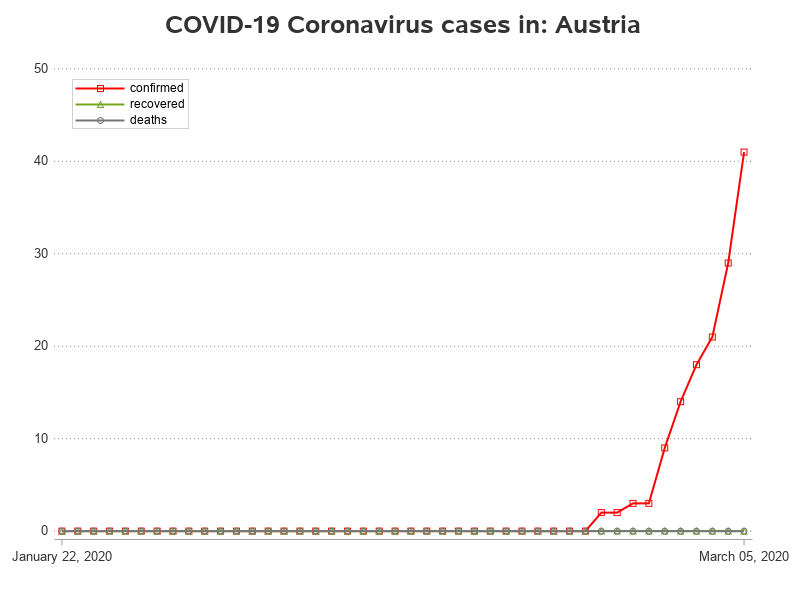 COVID-19 Coronavirus cases in: Austria
50
confirmed
recovered
deaths
40
30
20
10
0
January 22, 2020
March 05, 2020